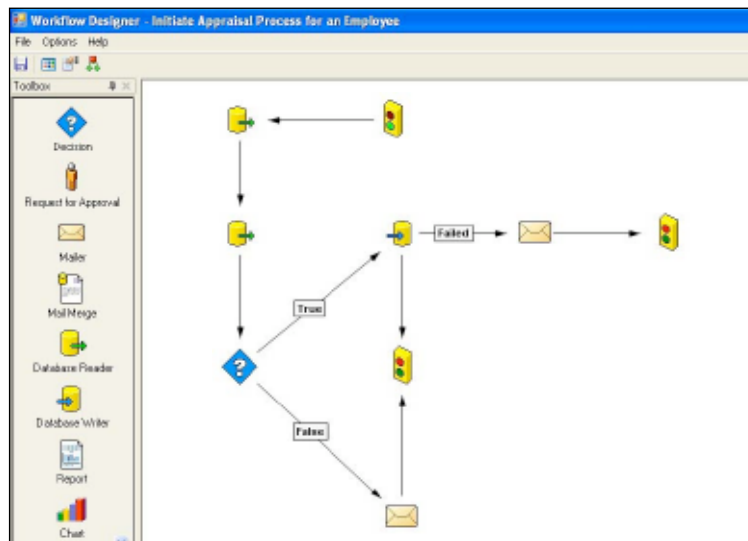 Workflow Designer - Initiate Appraisal Process for an Employee
File Options Help
Toolbox
Decision
Request for Approval
Mailer
Mail Merge
Database Reader
Database Writer
Report
Chart
Failed
True
False